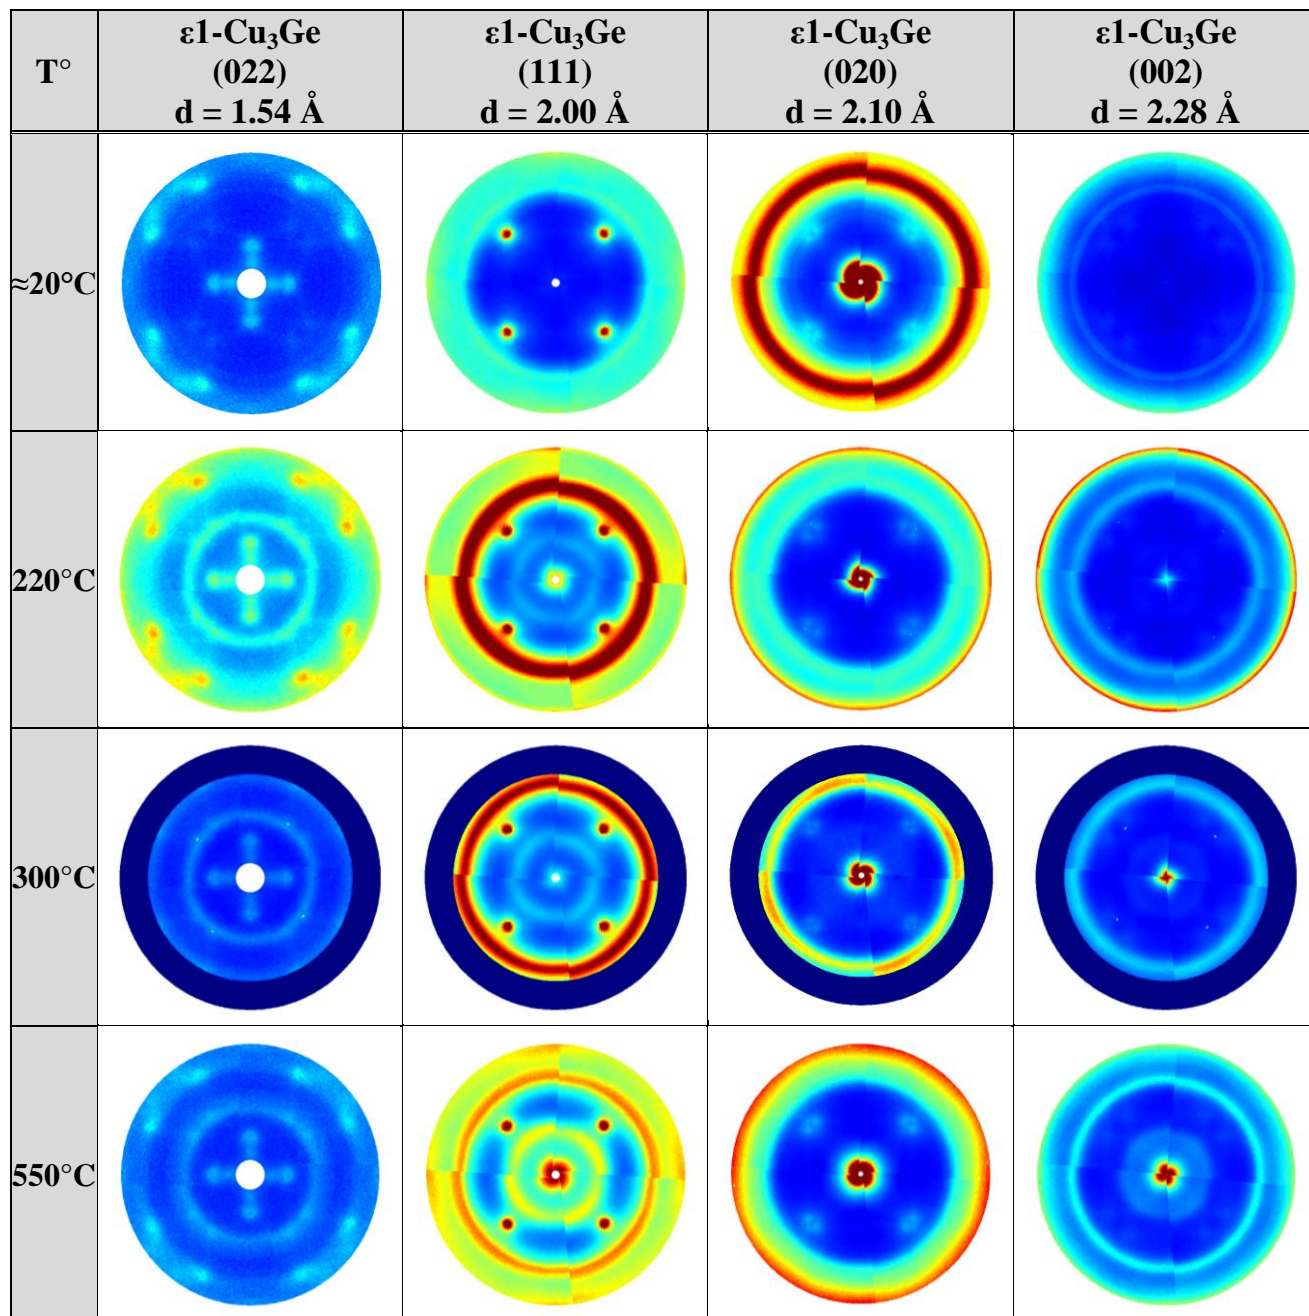 T° ε1-Cu₃Ge ε1-Cu₃Ge ε1-Cu₃Ge ε1-Cu₃Ge
(022) (111) (020) (002)
d = 1.54 Å d = 2.00 Å d = 2.10 Å d = 2.28 Å
≈20°C
220°C
300°C
550°C